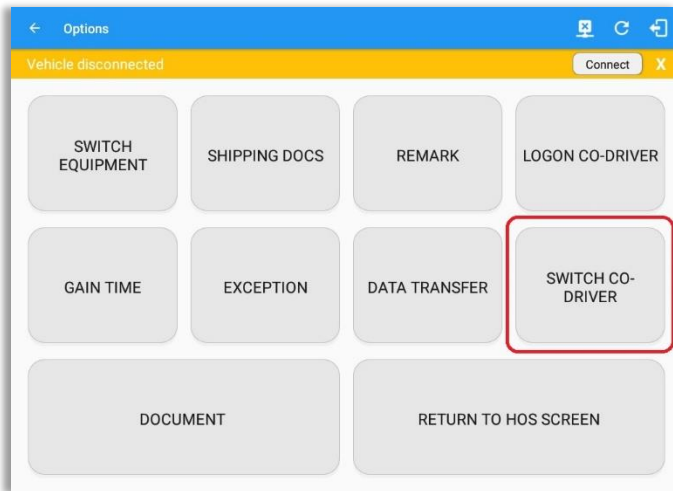 Options
Vehicle disconnected
Connect X
SWITCH
EQUIPMENT
SHIPPING DOCS
REMARK
LOGON CO-DRIVER
GAIN TIME
EXCEPTION
DATA TRANSFER
SWITCH CO-
DRIVER
DOCUMENT
RETURN TO HOS SCREEN